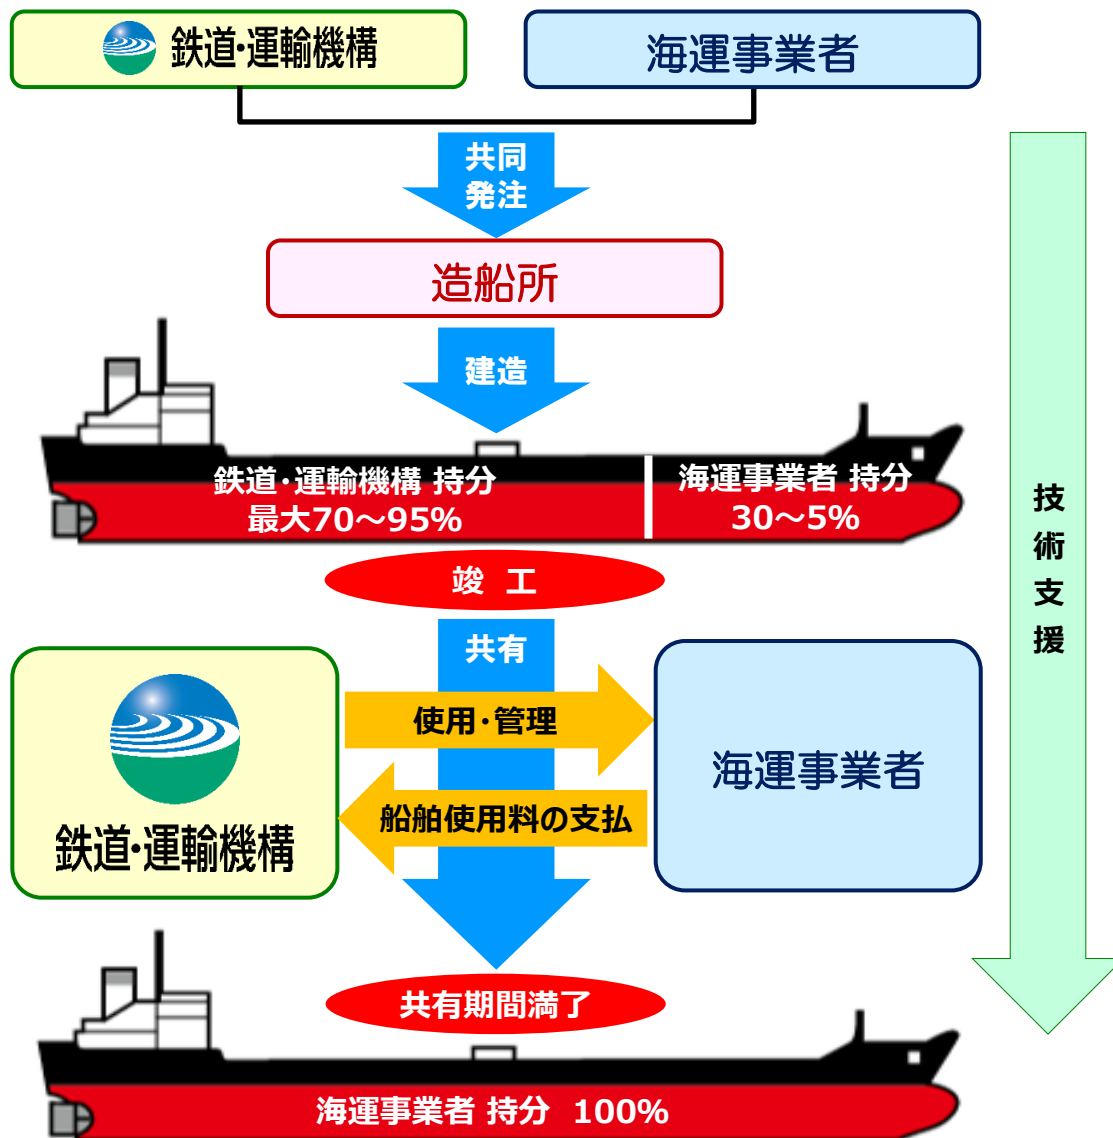 鉄道・運輸機構
海運事業者
共同
発注
造船所
建造
鉄道・運輸機構 持分
最大70～95%
海運事業者 持分
30～5%
技術支援
竣 工
共有
使用・管理
船舶使用料の支払
鉄道・運輸機構
海運事業者
共有期間満了
海運事業者 持分 100%